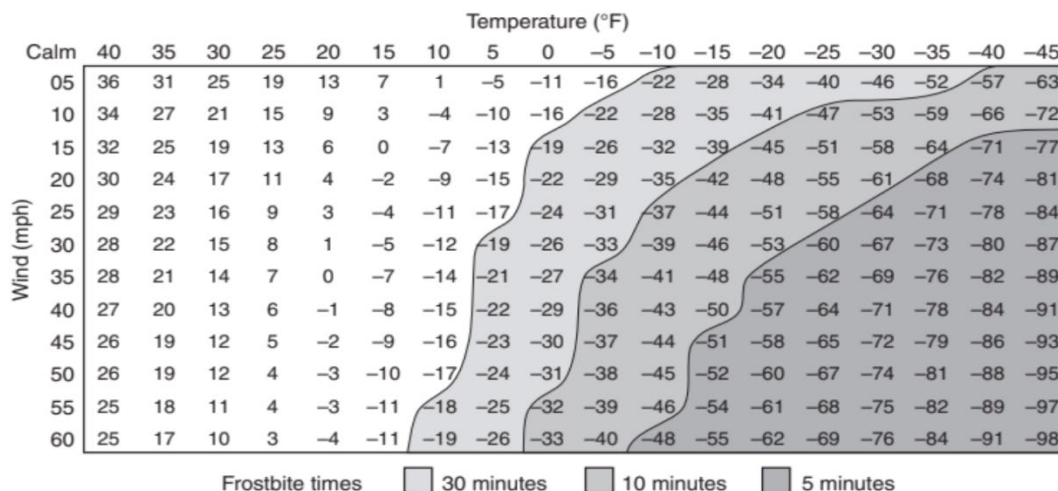 Temperature (°F)
Calm 40 35 30 25 20 15 10 5 0 –5 –10 –15 –20 –25 –30 –35 –40 –45
Wind (mph)
05 36 31 25 19 13 7 1 –5 –11 –16 –22 –28 –34 –40 –46 –52 –57 –63
10 34 27 21 15 9 3 –4 –10 –16 –22 –28 –35 –41 –47 –53 –59 –66 –72
15 32 25 19 13 6 0 –7 –13 –19 –26 –32 –39 –45 –51 –58 –64 –71 –77
20 30 24 17 11 4 –2 –9 –15 –22 –29 –35 –42 –48 –55 –61 –68 –74 –81
25 29 23 16 9 3 –4 –11 –17 –24 –31 –37 –44 –51 –58 –64 –71 –78 –84
30 28 22 15 8 1 –5 –12 –19 –26 –33 –39 –46 –53 –60 –67 –73 –80 –87
35 28 21 14 7 0 –7 –14 –21 –27 –34 –41 –48 –55 –62 –69 –76 –82 –89
40 27 20 13 6 –1 –8 –15 –22 –29 –36 –43 –50 –57 –64 –71 –78 –84 –91
45 26 19 12 5 –2 –9 –16 –23 –30 –37 –44 –51 –58 –65 –72 –79 –86 –93
50 26 19 12 4 –3 –10 –17 –24 –31 –38 –45 –52 –60 –67 –74 –81 –88 –95
55 25 18 11 4 –3 –11 –18 –25 –32 –39 –46 –54 –61 –68 –75 –82 –89 –97
60 25 17 10 3 –4 –11 –19 –26 –33 –40 –48 –55 –62 –69 –76 –84 –91 –98
Frostbite times 30 minutes 10 minutes 5 minutes